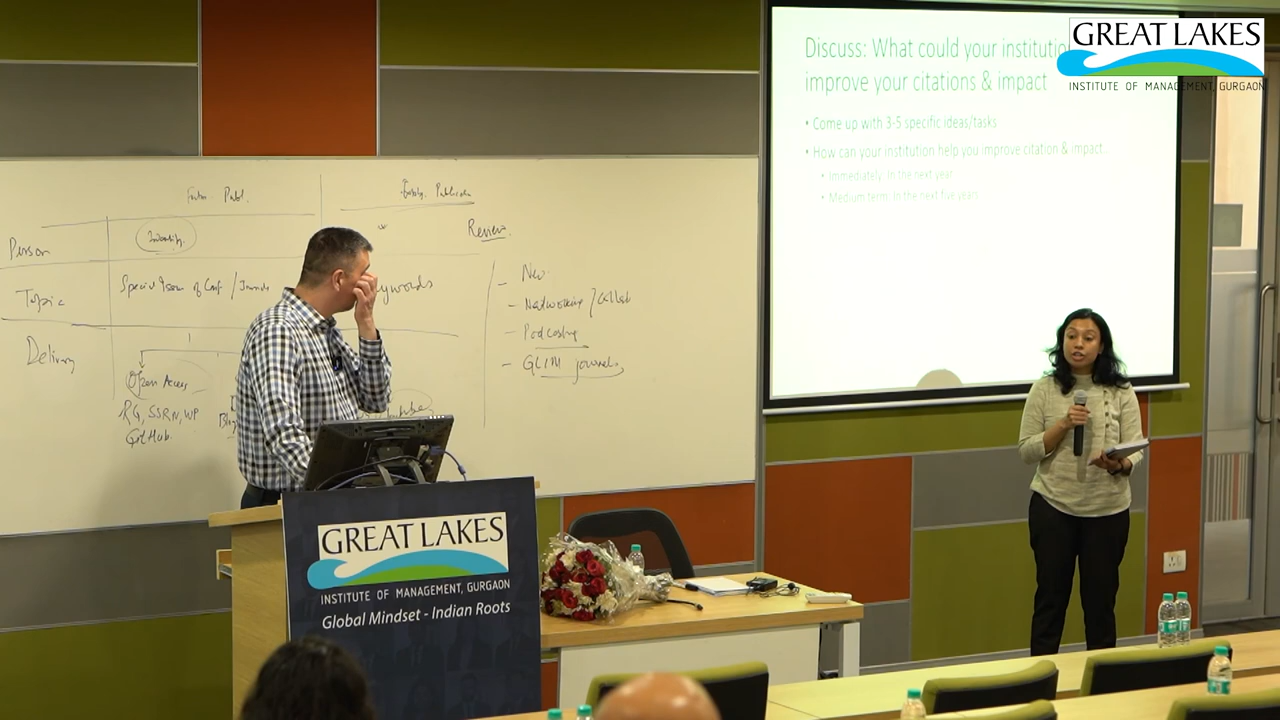 Discuss: What could your institutio
improve your citations & impact
• Come up with 3-5 specific ideas/tasks
• How can your institution help you improve citation & impact
• Immediately: In the next year
• Medium term: In the next five years
GREAT LAKES
INSTITUTE OF MANAGEMENT, GURGAON
Person
Identity
Review
Topic
Special Issue of Conf /
ywords
- New
- Networking / Collab
- Podcasting
- GLIM journals
Delivery
Open Access
RG, SSRN, WP
GitHub
GREAT LAKES
INSTITUTE OF MANAGEMENT, GURGAON
Global Mindset - Indian Roots